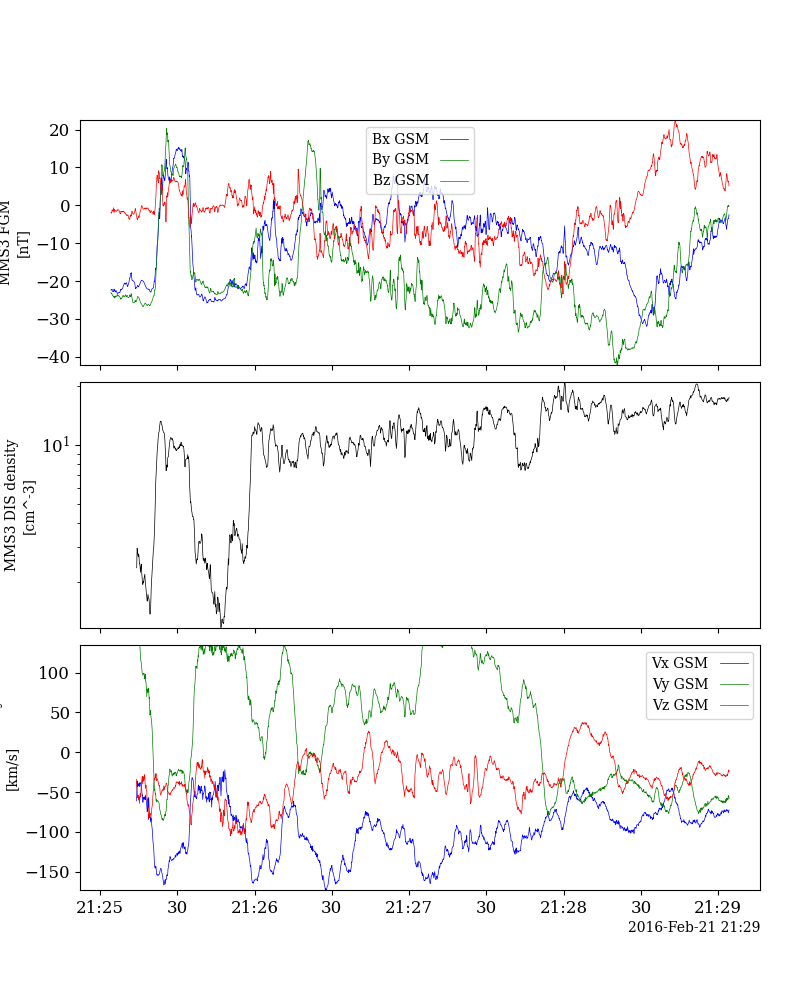 Bx GSM
By GSM
Bz GSM
20
10
0
−10
−20
−30
−40
MMS3 FGM
[nT]
10^1
MMS3 DIS density
[cm^-3]
Vx GSM
Vy GSM
Vz GSM
100
50
0
−50
−100
−150
[km/s]
21:25
30
21:26
30
21:27
30
21:28
30
21:29
2016-Feb-21 21:29